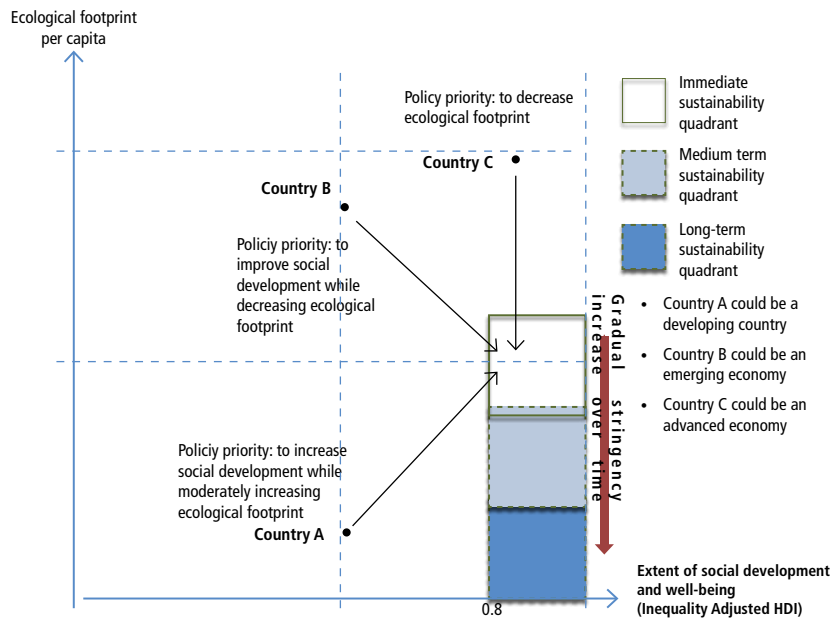 Ecological footprint
per capita
Policy priority: to decrease
ecological footprint
Country C
Country B
Policiy priority: to
improve social
development while
decreasing ecological
footprint
Policiy priority: to increase
social development while
moderately increasing
ecological footprint
Country A
Immediate
sustainability
quadrant
Medium term
sustainability
quadrant
Long-term
sustainability
quadrant
Gradual stringency
increase over time
• Country A could be a
developing country
• Country B could be an
emerging economy
• Country C could be an
advanced economy
0.8
Extent of social development
and well-being
(Inequality Adjusted HDI)